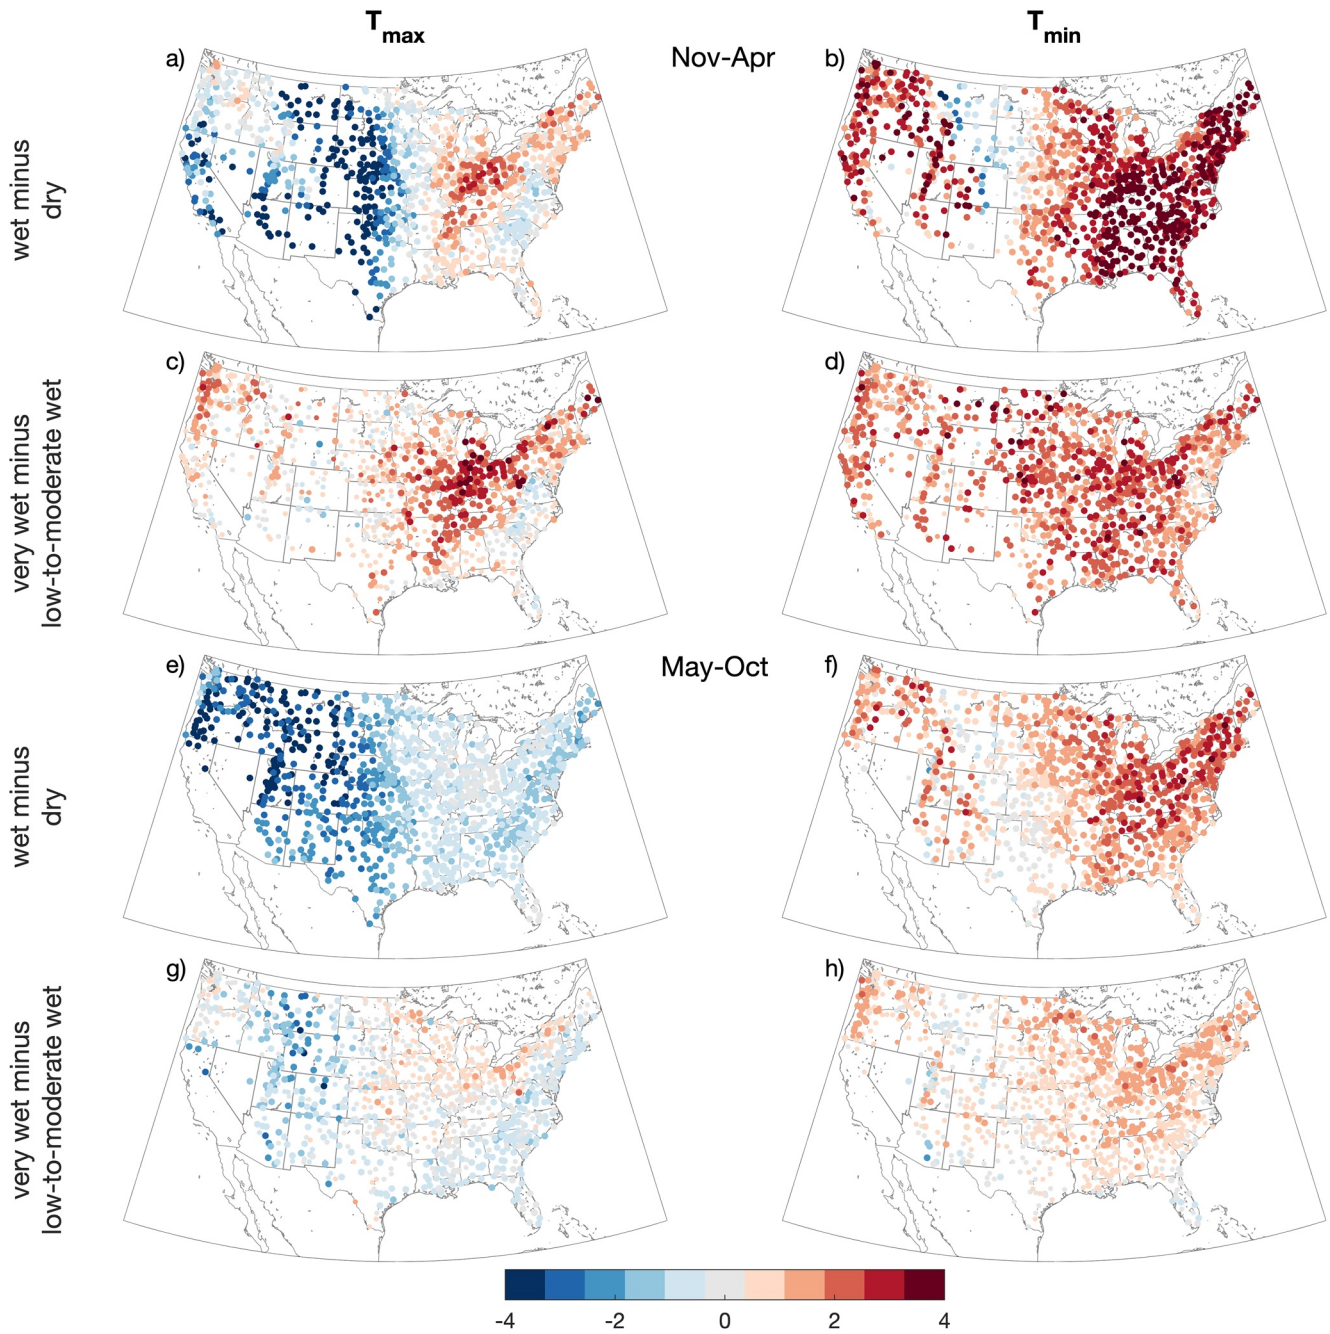 Tmax
Tmin
a)
Nov-Apr
b)
wet minus
dry
c)
d)
very wet minus
low-to-moderate wet
e)
May-Oct
f)
wet minus
dry
g)
h)
very wet minus
low-to-moderate wet
-4
-2
0
2
4